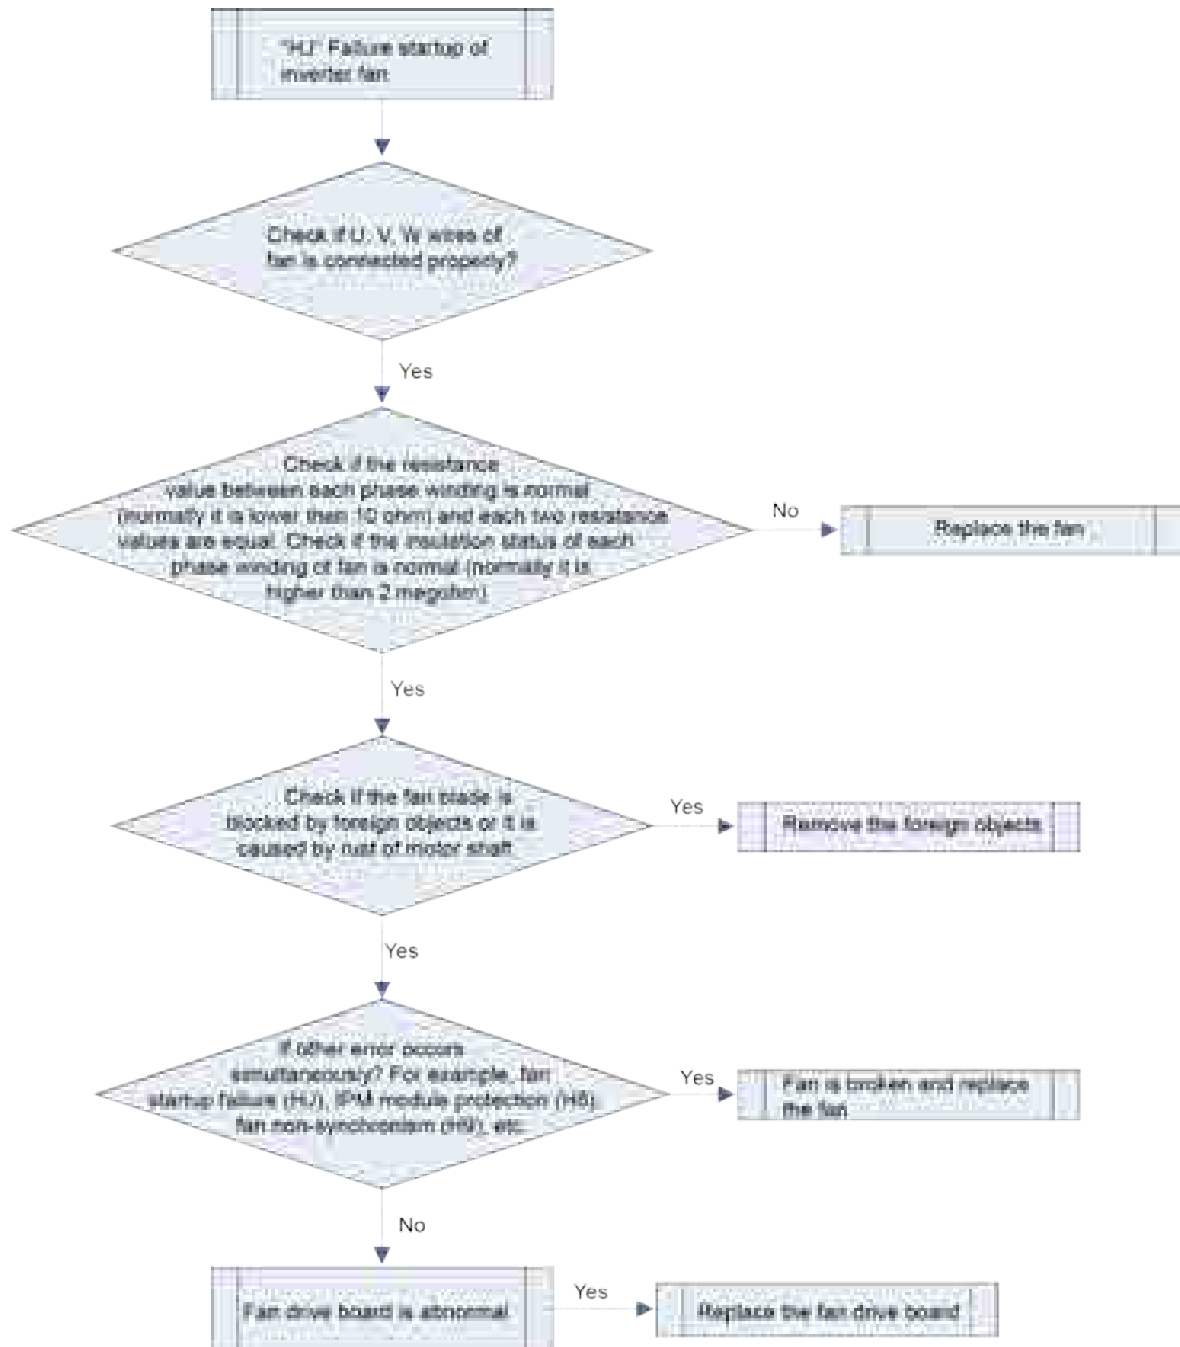 "HJ" Failure startup of
inverter fan
Check if U, V, W wires of
fan is connected properly?
Yes
Check if the resistance
value between each phase winding is normal
(normally it is lower than 10 ohm) and each two resistance
values are equal. Check if the insulation status of each
phase winding of fan is normal (normally it is
higher than 2 megohm)
No
Replace the fan
Yes
Check if the fan blade is
blocked by foreign objects or it is
caused by rust of motor shaft
Yes
Remove the foreign objects
Yes
If other error occurs
simultaneously? For example, fan
startup failure (HJ), IPM module protection
fan non-synchronism (H9), etc.
Yes
Fan is broken and replace
the fan
No
Fan drive board is abnormal
Yes
Replace the fan drive board